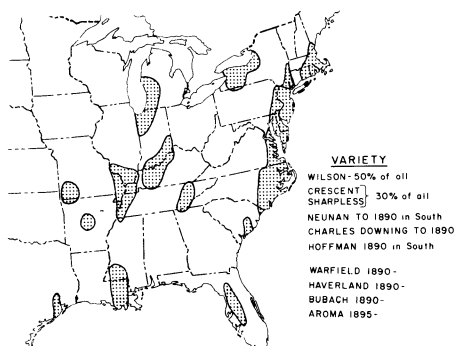 VARIETY
WILSON-50% of all
CRESCENT
SHARPLESS} 30% of all
NEUNAN TO 1890 in South
CHARLES DOWNING TO 1890
HOFFMAN 1890 in South
WARFIELD 1890-
HAVERLAND 1890-
BUBACH 1890-
AROMA 1895-